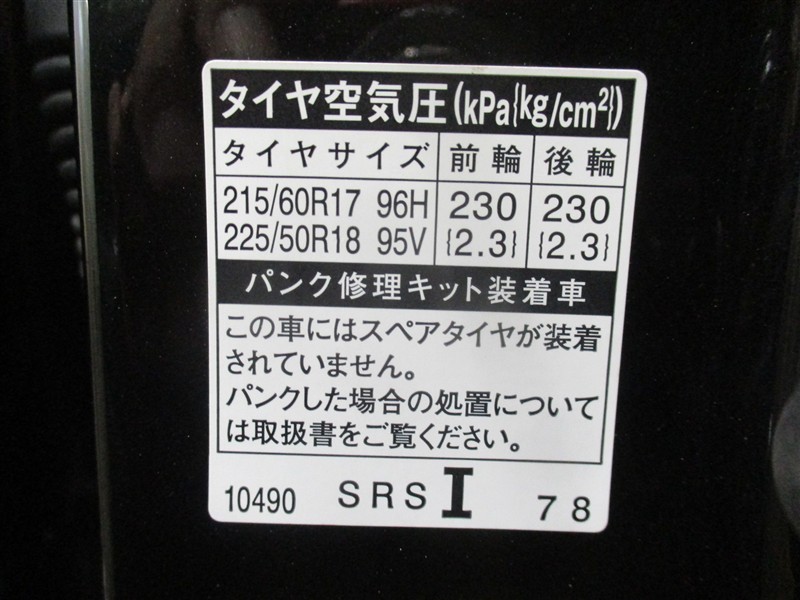 タイヤ空気圧(kPa{kg/cm²})
タイヤサイズ 前輪 後輪
215/60R17 96H 230 230
225/50R18 95V {2.3} {2.3}
パンク修理キット装着車
この車にはスペアタイヤが装着
されていません。
パンクした場合の処置について
は取扱書をご覧ください。
10490 SRS I 78